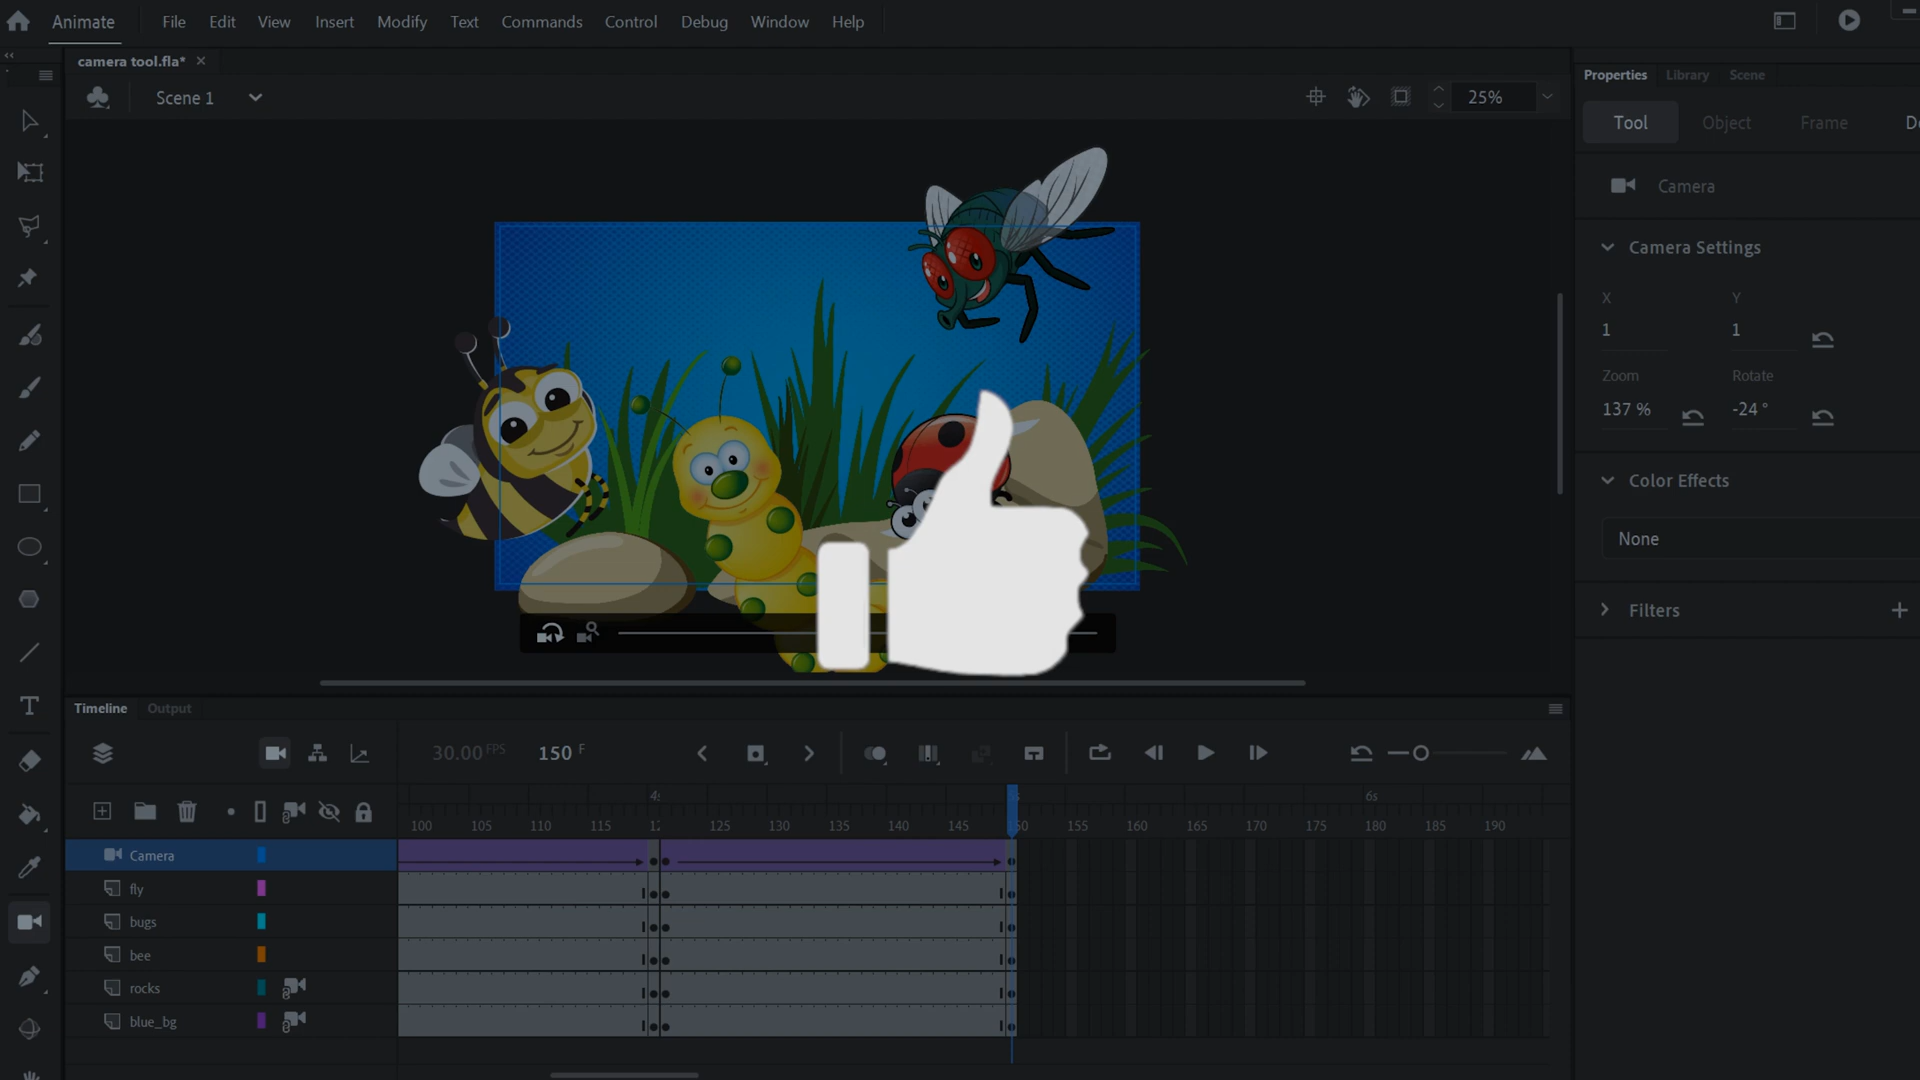 Animate File Edit View Insert Modify Text Commands Control Debug Window Help
camera tool.fla*
Properties Library Scene
Scene 1 25%
Tool Object Frame
Camera
Camera Settings
X Y
1 1
Zoom Rotate
137 % -24 °
Color Effects
None
Filters
Timeline Output
30.00 FPS 150 F
4s 6s
100 105 110 115 125 130 135 140 145 155 160 165 170 175 180 185 190
Camera
fly
bugs
bee
rocks
blue_bg